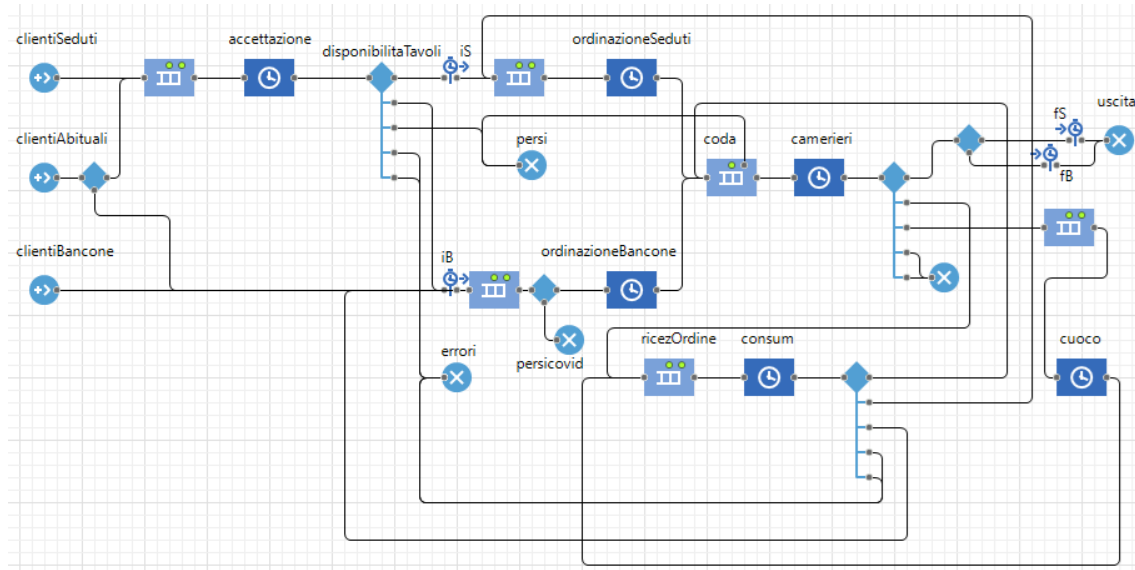 clientiSeduti
accettazione
disponibilitaTavoli
iS
ordinazioneSeduti
clientiAbituali
persi
coda
camerieri
fS
uscita
fB
clientiBancone
iB
ordinazioneBancone
errori
persicovid
ricezOrdine
consum
cuoco